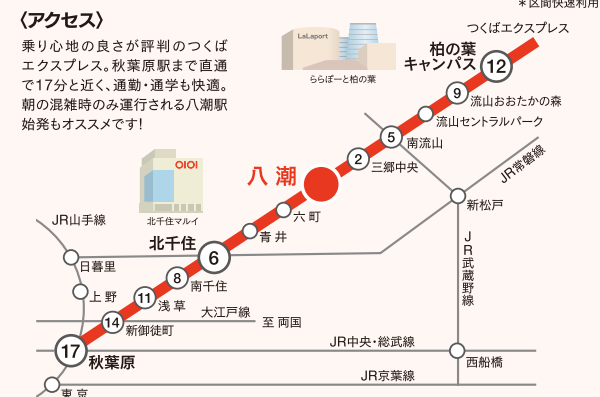 *区間快速利用
〈アクセス〉
乗り心地の良さが評判のつくば
エクスプレス。秋葉原駅まで直通
で17分と近く、通勤・通学も快適。
朝の混雑時のみ運行される八潮駅
始発もオススメです!
つくばエクスプレス
LaLaport
ららぽーと柏の葉
柏の葉
キャンパス
12
9
流山おおたかの森
流山セントラルパーク
5
南流山
2
三郷中央
八潮
六町
青井
OIOI
北千住マルイ
北千住
6
8
南千住
11
浅草
14
新御徒町
17
秋葉原
JR山手線
日暮里
上野
東京
大江戸線
至 両国
JR常磐線
新松戸
JR武蔵野線
JR中央・総武線
西船橋
JR京葉線